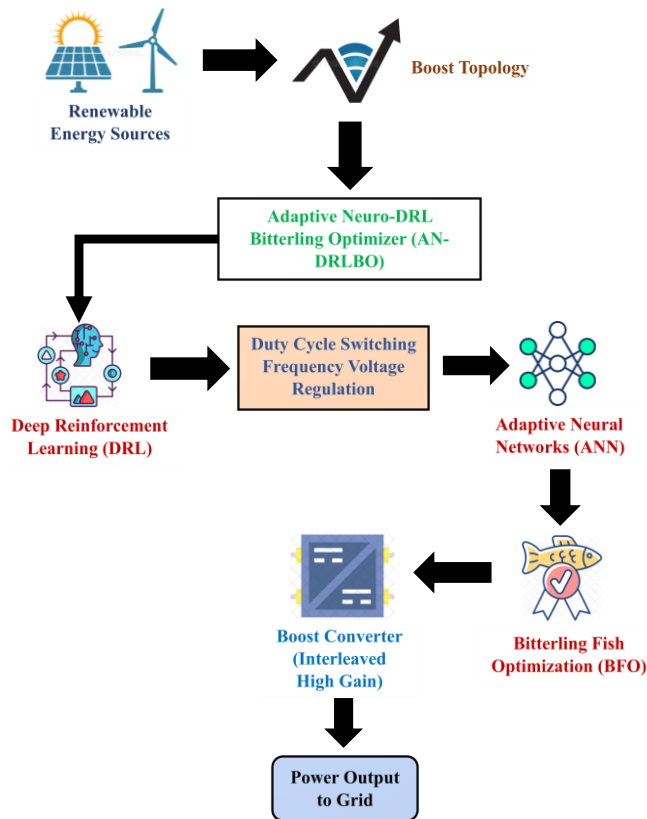 Renewable
Energy Sources
Boost Topology
Adaptive Neuro-DRL
Bitterling Optimizer (AN-
DRLBO)
Deep Reinforcement
Learning (DRL)
Duty Cycle Switching
Frequency Voltage
Regulation
Adaptive Neural
Networks (ANN)
Bitterling Fish
Optimization (BFO)
Boost Converter
(Interleaved
High Gain)
Power Output
to Grid